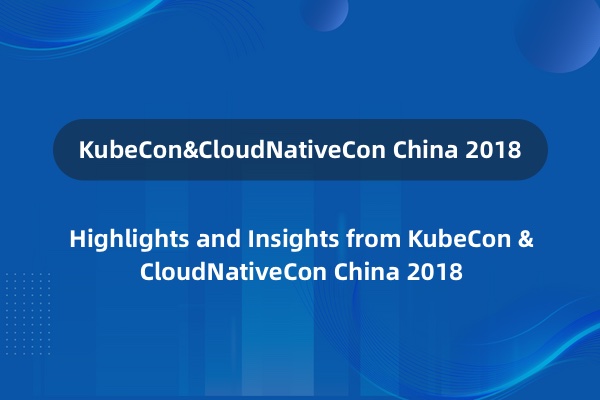 KubeCon&CloudNativeCon China 2018
Highlights and Insights from KubeCon &
CloudNativeCon China 2018